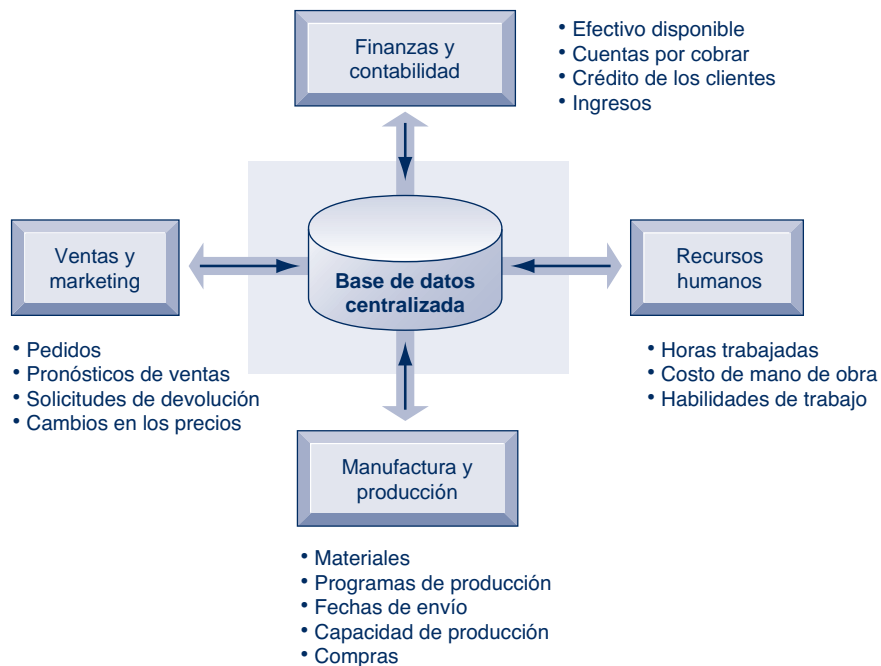 Finanzas y
contabilidad
• Efectivo disponible
• Cuentas por cobrar
• Crédito de los clientes
• Ingresos
Ventas y
marketing
• Pedidos
• Pronósticos de ventas
• Solicitudes de devolución
• Cambios en los precios
Base de datos
centralizada
Recursos
humanos
• Horas trabajadas
• Costo de mano de obra
• Habilidades de trabajo
Manufactura y
producción
• Materiales
• Programas de producción
• Fechas de envío
• Capacidad de producción
• Compras